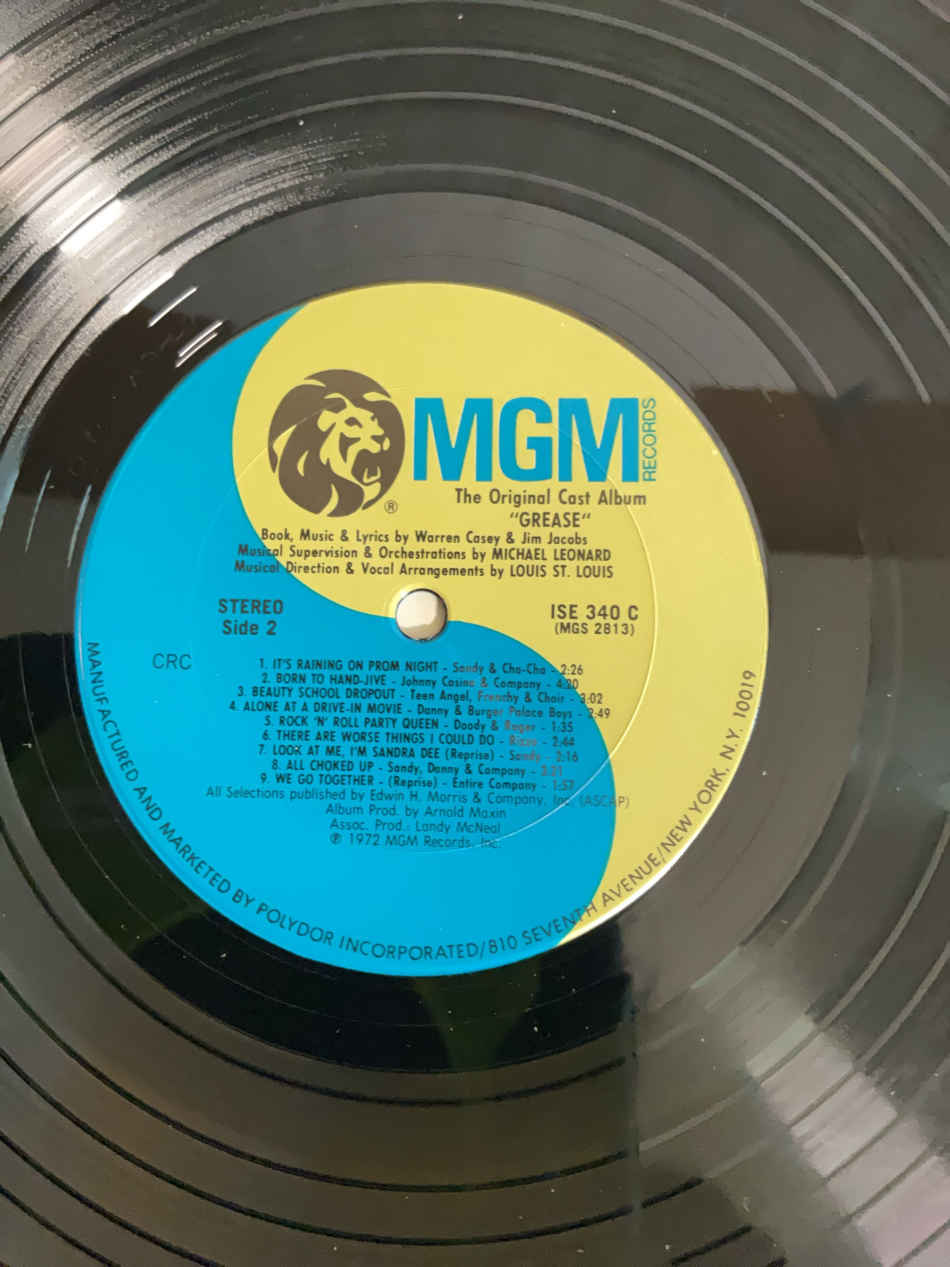 MGM RECORDS
®
The Original Cast Album
"GREASE"
Book, Music & Lyrics by Warren Casey & Jim Jacobs
Musical Supervision & Orchestrations by MICHAEL LEONARD
Musical Direction & Vocal Arrangements by LOUIS ST. LOUIS
STEREO
Side 2
ISE 340 C
(MGS 2813)
CRC
1. IT'S RAINING ON PROM NIGHT - Sandy & Cha-Cha - 2:26
2. BORN TO HAND-JIVE - Johnny Casino & Company - 4:20
3. BEAUTY SCHOOL DROPOUT - Teen Angel, Frenchy & Choir - 3:02
4. ALONE AT A DRIVE-IN MOVIE - Danny & Burger Palace Boys - 2:49
5. ROCK 'N' ROLL PARTY QUEEN - Doody & Roger - 1:35
6. THERE ARE WORSE THINGS I COULD DO - Rizzo - 2:44
7. LOOK AT ME, I'M SANDRA DEE (Reprise) - Sandy - 2:16
8. ALL CHOKED UP - Sandy, Danny & Company -
9. WE GO TOGETHER - (Reprise) - Entire Company - 1:57
All Selections published by Edwin H. Morris & Company, Inc. (ASCAP)
Album Prod. by Arnold Maxin
Assoc. Prod.: Landy McNeal
℗ 1972 MGM Records, Inc.
MANUFACTURED AND MARKETED BY POLYDOR INCORPORATED/810 SEVENTH AVENUE/NEW YORK, N.Y. 10019